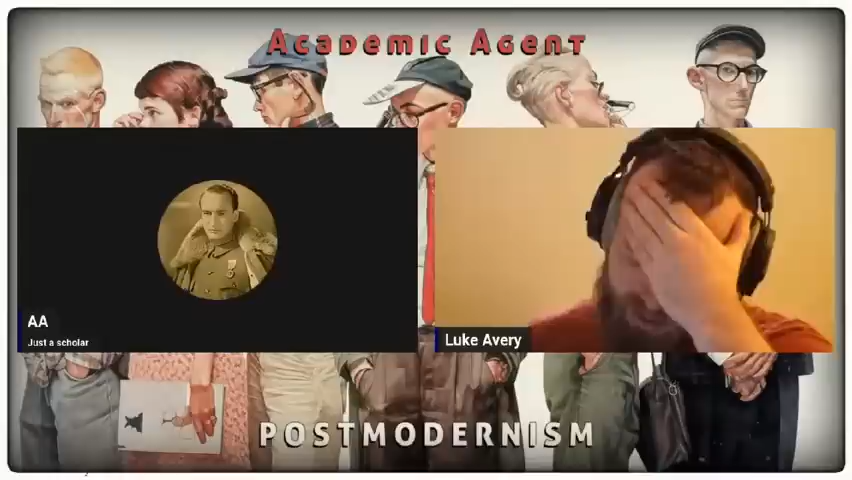 Academic Agent
AA
Just a scholar
Luke Avery
POSTMODERNISM